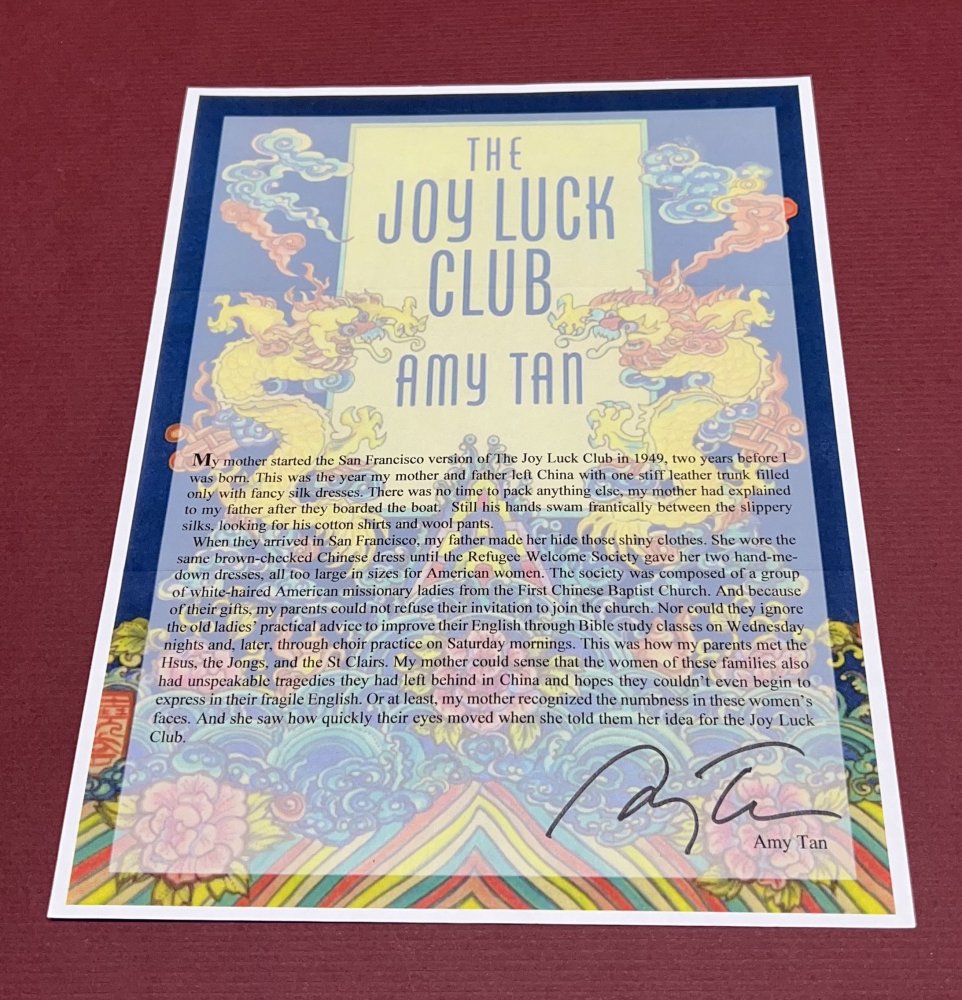 THE
JOY LUCK
CLUB
AMY TAN
My mother started the San Francisco version of The Joy Luck Club in 1949, two years before I
was born. This was the year my mother and father left China with one stiff leather trunk filled
only with fancy silk dresses. There was no time to pack anything else, my mother had explained
to my father after they boarded the boat. Still his hands swam frantically between the slippery
silks, looking for his cotton shirts and wool pants.
When they arrived in San Francisco, my father made her hide those shiny clothes. She wore the
same brown-checked Chinese dress until the Refugee Welcome Society gave her two hand-me-
down dresses, all too large in sizes for American women. The society was composed of a group
of white-haired American missionary ladies from the First Chinese Baptist Church. And because
of their gifts, my parents could not refuse their invitation to join the church. Nor could they ignore
the old ladies' practical advice to improve their English through Bible study classes on Wednesday
nights and, later, through choir practice on Saturday mornings. This was how my parents met the
Hsus, the Jongs, and the St Clairs. My mother could sense that the women of these families also
had unspeakable tragedies they had left behind in China and hopes they couldn't even begin to
express in their fragile English. Or at least, my mother recognized the numbness in these women's
faces. And she saw how quickly their eyes moved when she told them her idea for the Joy Luck
Club.
Amy Tan
Amy Tan